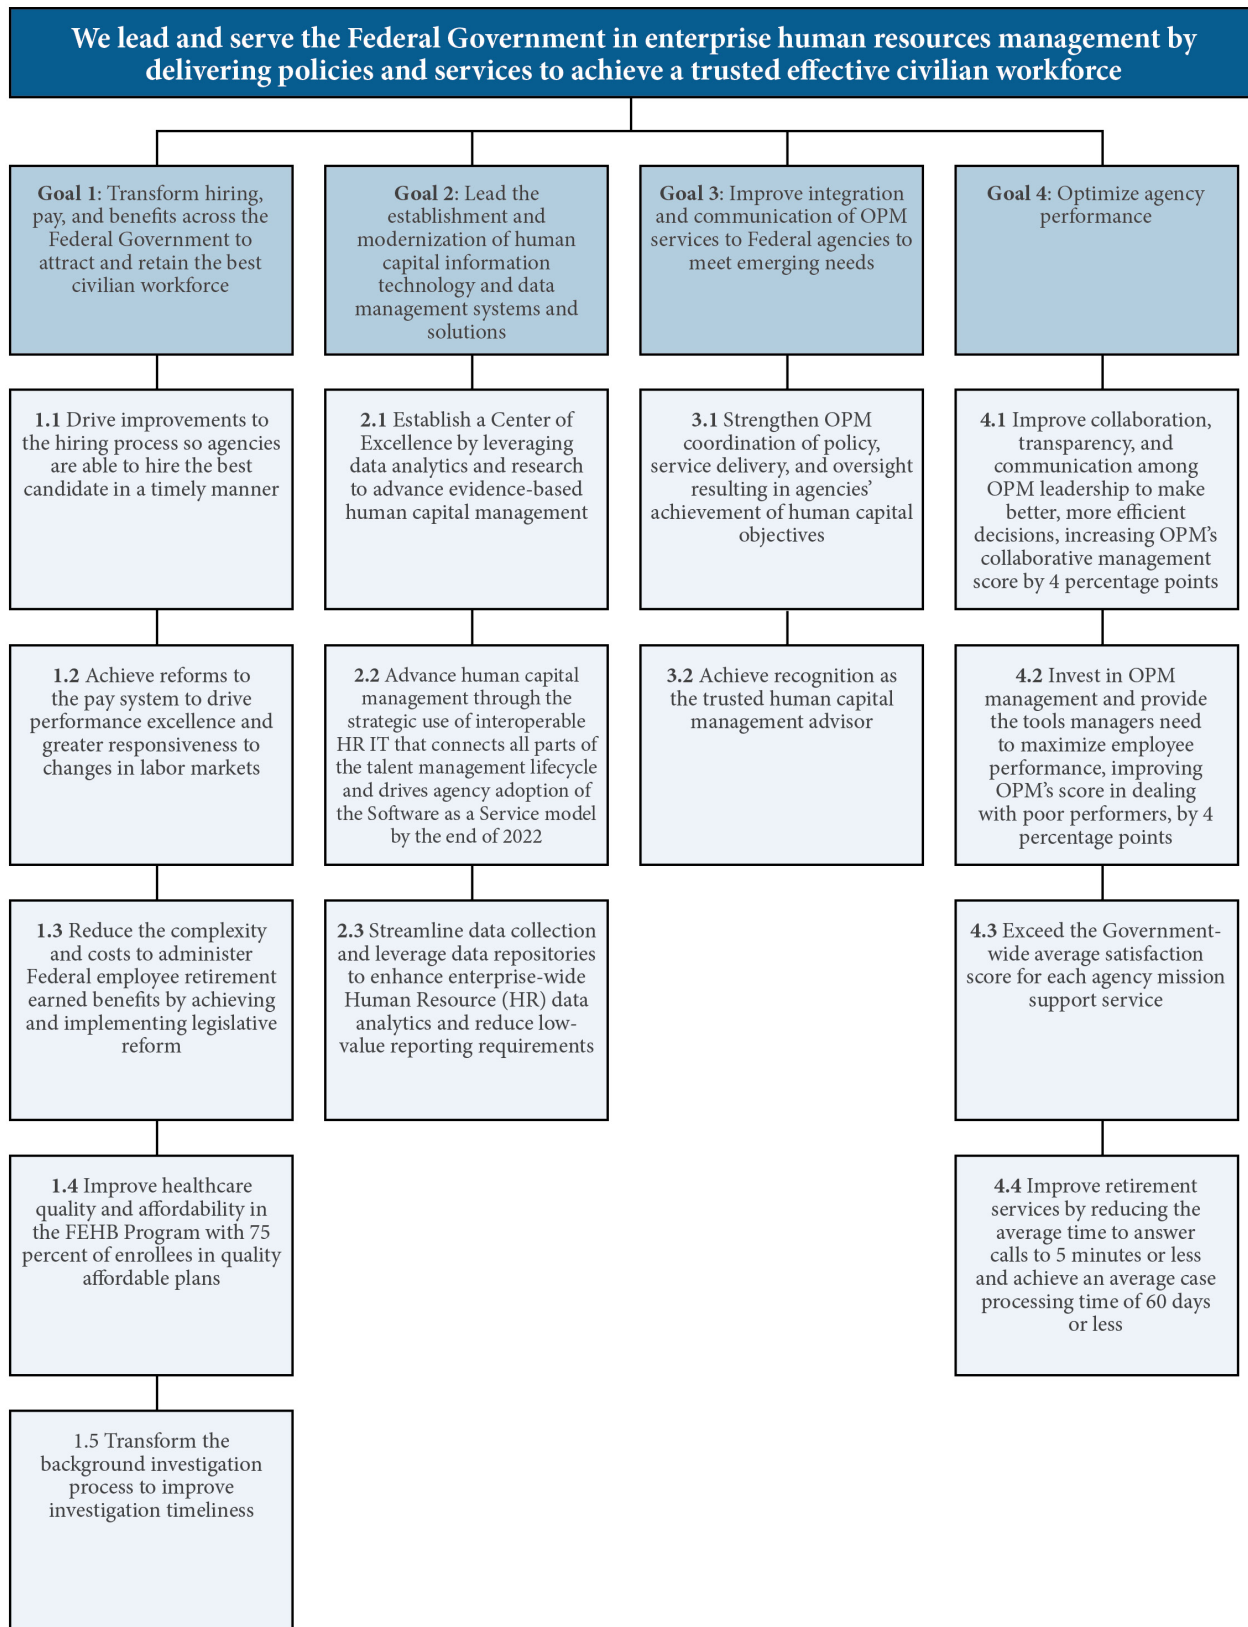 We lead and serve the Federal Government in enterprise human resources management by
delivering policies and services to achieve a trusted effective civilian workforce
Goal 1: Transform hiring,
pay, and benefits across the
Federal Government to
attract and retain the best
civilian workforce
1.1 Drive improvements to
the hiring process so agencies
are able to hire the best
candidate in a timely manner
1.2 Achieve reforms to
the pay system to drive
performance excellence and
greater responsiveness to
changes in labor markets
1.3 Reduce the complexity
and costs to administer
Federal employee retirement
earned benefits by achieving
and implementing legislative
reform
1.4 Improve healthcare
quality and affordability in
the FEHB Program with 75
percent of enrollees in quality
affordable plans
1.5 Transform the
background investigation
process to improve
investigation timeliness
Goal 2: Lead the
establishment and
modernization of human
capital information
technology and data
management systems and
solutions
2.1 Establish a Center of
Excellence by leveraging
data analytics and research
to advance evidence-based
human capital management
2.2 Advance human capital
management through the
strategic use of interoperable
HR IT that connects all parts of
the talent management lifecycle
and drives agency adoption of
the Software as a Service model
by the end of 2022
2.3 Streamline data collection
and leverage data repositories
to enhance enterprise-wide
Human Resource (HR) data
analytics and reduce low-
value reporting requirements
Goal 3: Improve integration
and communication of OPM
services to Federal agencies to
meet emerging needs
3.1 Strengthen OPM
coordination of policy,
service delivery, and oversight
resulting in agencies’
achievement of human capital
objectives
3.2 Achieve recognition as
the trusted human capital
management advisor
Goal 4: Optimize agency
performance
4.1 Improve collaboration,
transparency, and
communication among
OPM leadership to make
better, more efficient
decisions, increasing OPM’s
collaborative management
score by 4 percentage points
4.2 Invest in OPM
management and provide
the tools managers need
to maximize employee
performance, improving
OPM’s score in dealing
with poor performers, by 4
percentage points
4.3 Exceed the Government-
wide average satisfaction
score for each agency mission
support service
4.4 Improve retirement
services by reducing the
average time to answer
calls to 5 minutes or less
and achieve an average case
processing time of 60 days
or less